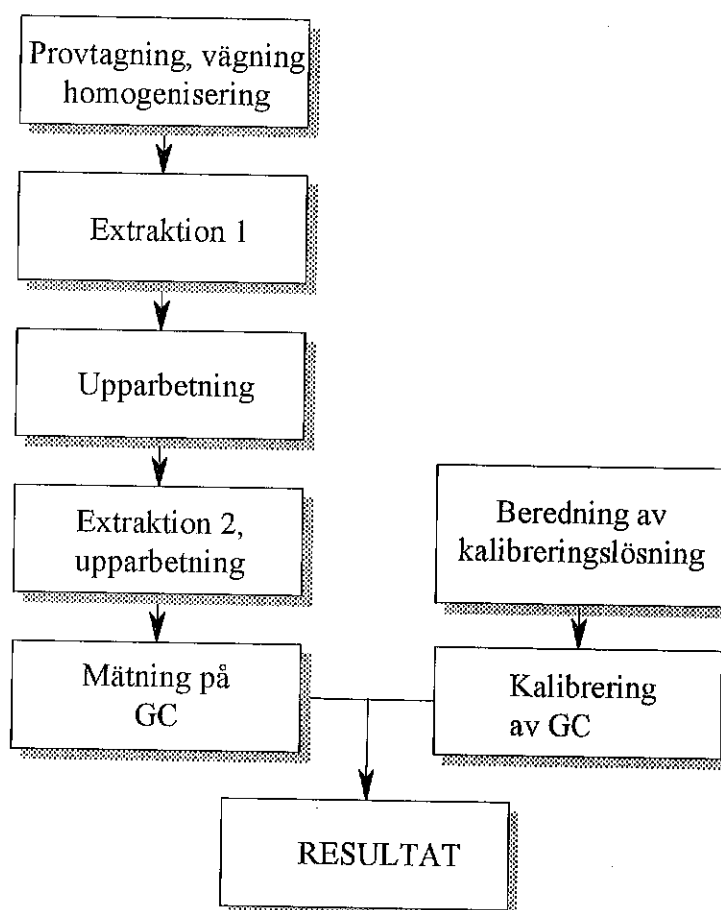 Provtagning, vägning
homogenisering
Extraktion 1
Upparbetning
Extraktion 2,
upparbetning
Beredning av
kalibreringslösning
Mätning på
GC
Kalibrering
av GC
RESULTAT